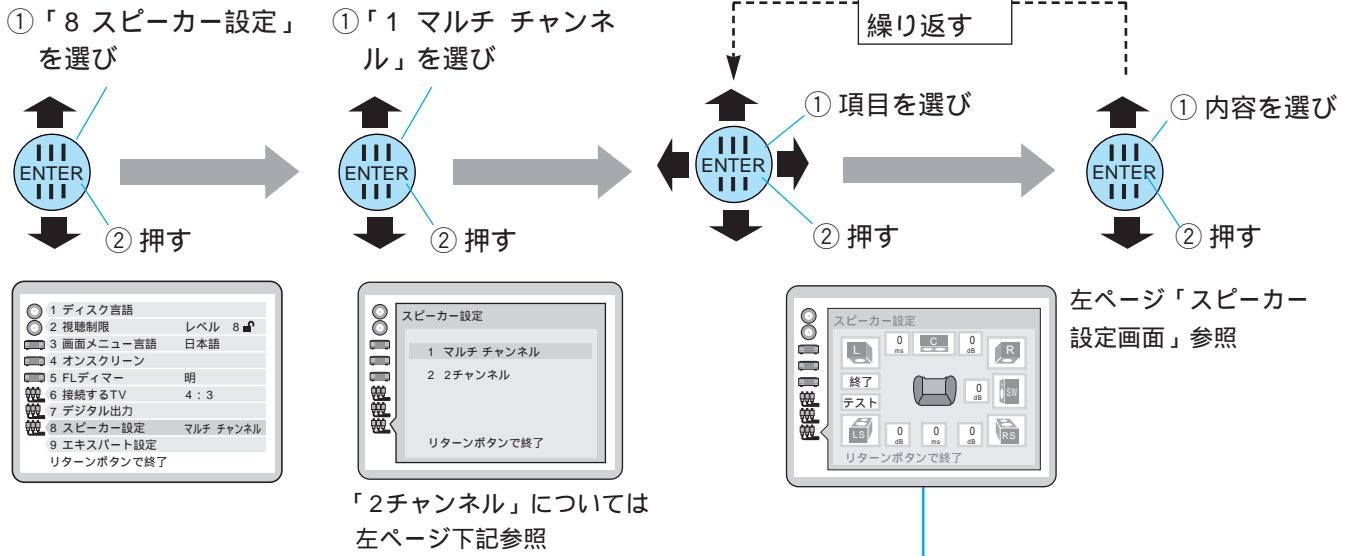 ①「8 スピーカー設定」
を選び
ENTER
② 押す
①「1 マルチ チャンネ
ル」を選び
ENTER
② 押す
繰り返す
① 項目を選び
ENTER
② 押す
① 内容を選び
ENTER
② 押す
1 ディスク言語
2 視聴制限 レベル 8
3 画面メニュー言語 日本語
4 オンスクリーン
5 FLディマー 明
6 接続するTV 4:3
7 デジタル出力
8 スピーカー設定 マルチ チャンネル
9 エキスパート設定
リターンボタンで終了
スピーカー設定
1 マルチ チャンネル
2 2チャンネル
リターンボタンで終了
「2チャンネル」については
左ページ下記参照
スピーカー設定
L
0 ms
C
0 dB
R
終了
テスト
0 dB
SW
LS
0 dB
0 ms
0 dB
RS
リターンボタンで終了
左ページ「スピーカー
設定画面」参照